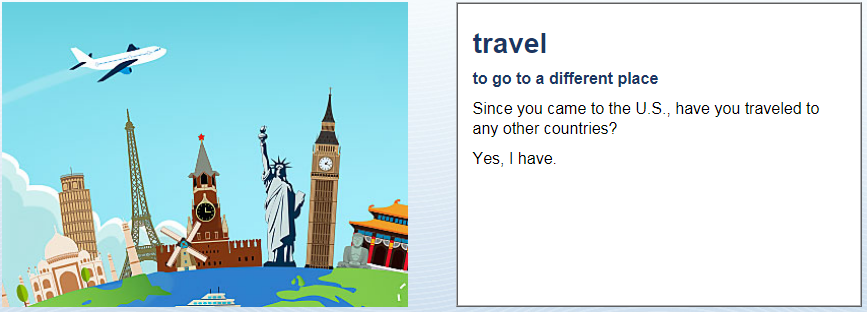 travel
to go to a different place
Since you came to the U.S., have you traveled to
any other countries?
Yes, I have.